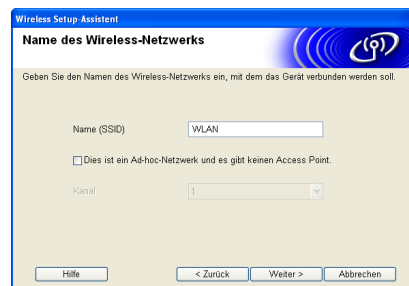 Wireless Setup-Assistent
Name des Wireless-Netzwerks
Geben Sie den Namen des Wireless-Netzwerks ein, mit dem das Gerät verbunden werden soll.
Name (SSID) WLAN
Dies ist ein Ad-hoc-Netzwerk und es gibt keinen Access Point.
Kanal 1
Hilfe < Zurück Weiter > Abbrechen